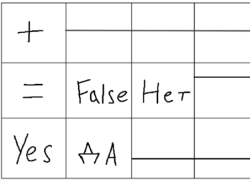 +
= False Нет
Yes ДА